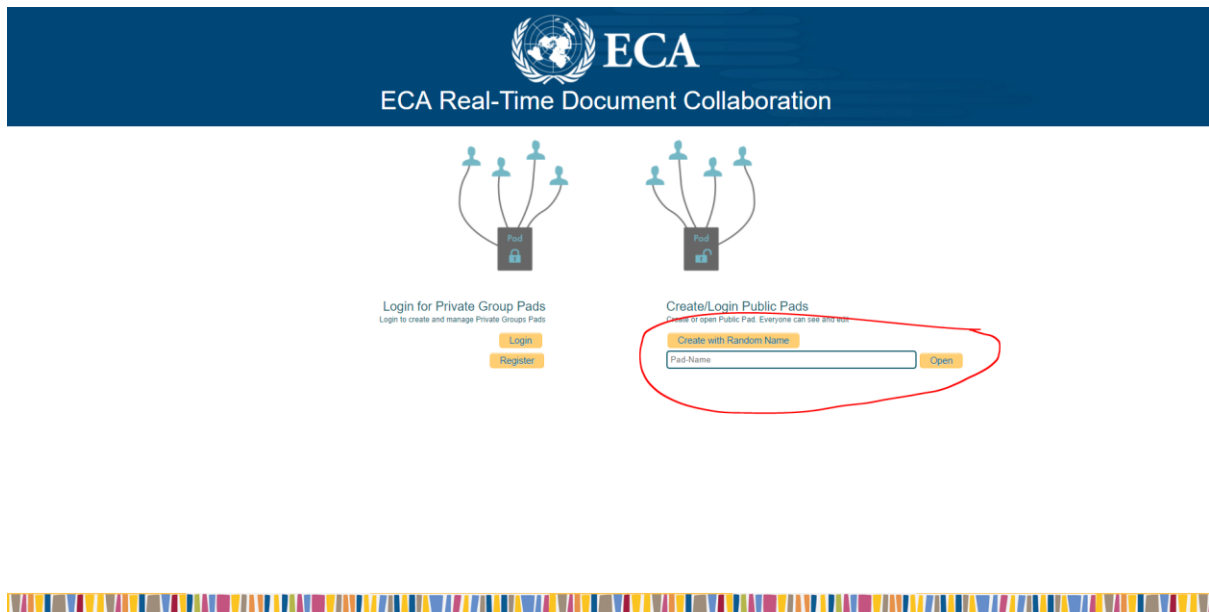 ECA
ECA Real-Time Document Collaboration
Pad
Pad
Login for Private Group Pads
Login to create and manage Private Groups Pads
Login
Register
Create/Login Public Pads
Create or open Public Pad. Everyone can see and edit
Create with Random Name
Pad-Name
Open